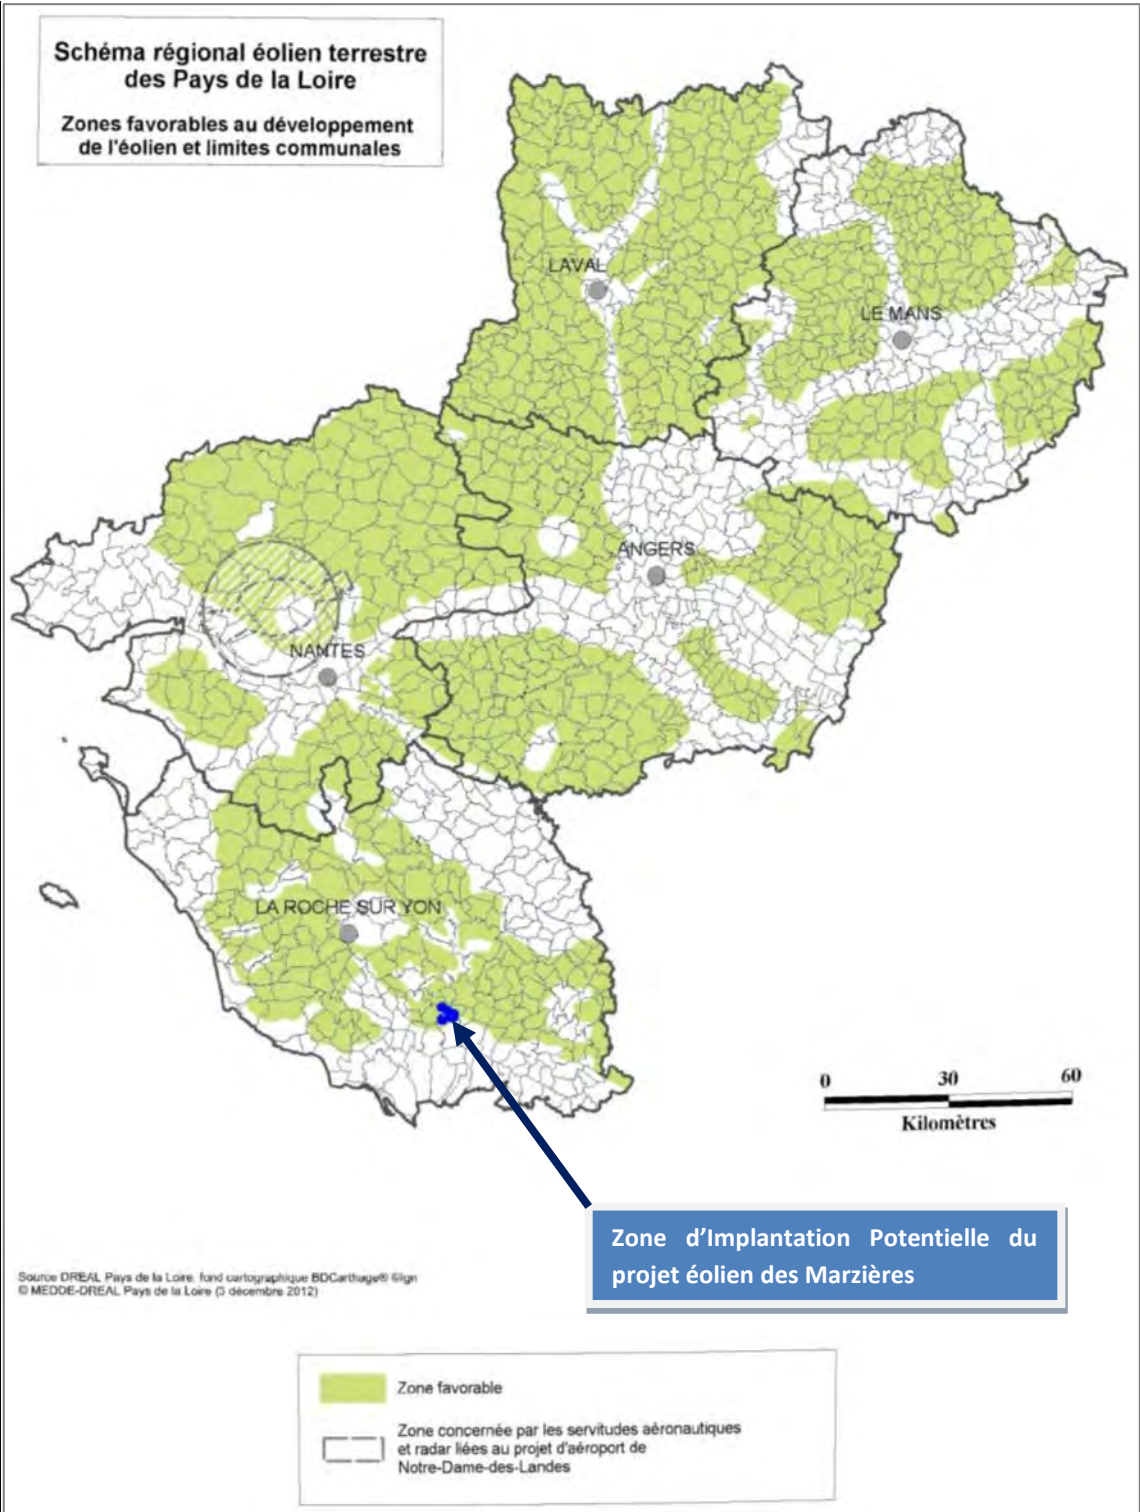 Schéma régional éolien terrestre
des Pays de la Loire
Zones favorables au développement
de l'éolien et limites communales
LAVAL
LE MANS
ANGERS
NANTES
LA ROCHE SUR YON
0 30 60
Kilomètres
Zone d'Implantation Potentielle du
projet éolien des Marzières
Source DREAL Pays de la Loire, fond cartographique BDCarthage® ©Ign
© MEDDE-DREAL Pays de la Loire (5 décembre 2012)
Zone favorable
Zone concernée par les servitudes aéronautiques
et radar liées au projet d'aéroport de
Notre-Dame-des-Landes